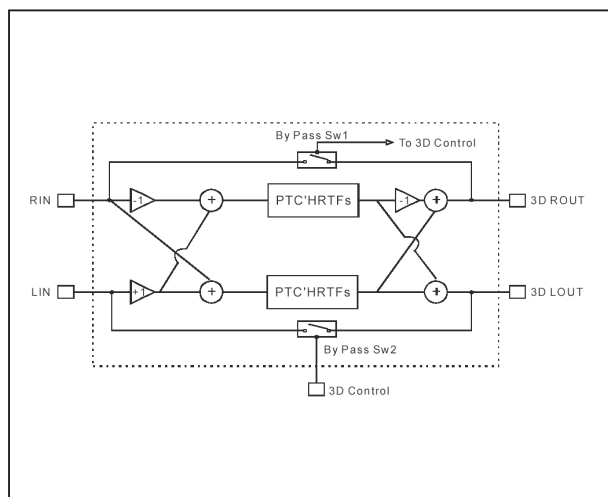 By Pass Sw1
To 3D Control
RIN
-1
+
PTC'HRTFs
-1
+
3D ROUT
LIN
+1
+
PTC'HRTFs
+
3D LOUT
By Pass Sw2
3D Control